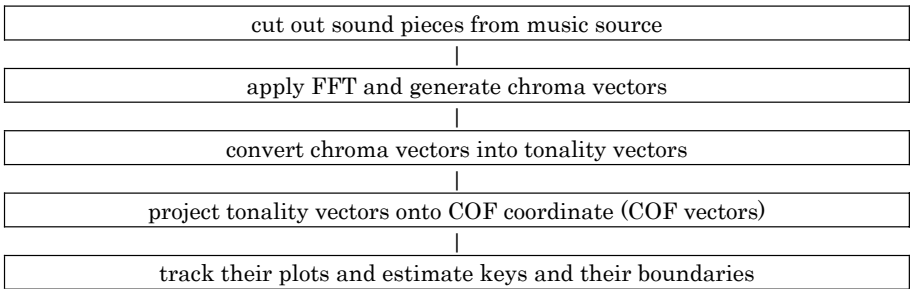 cut out sound pieces from music source
apply FFT and generate chroma vectors
convert chroma vectors into tonality vectors
project tonality vectors onto COF coordinate (COF vectors)
track their plots and estimate keys and their boundaries